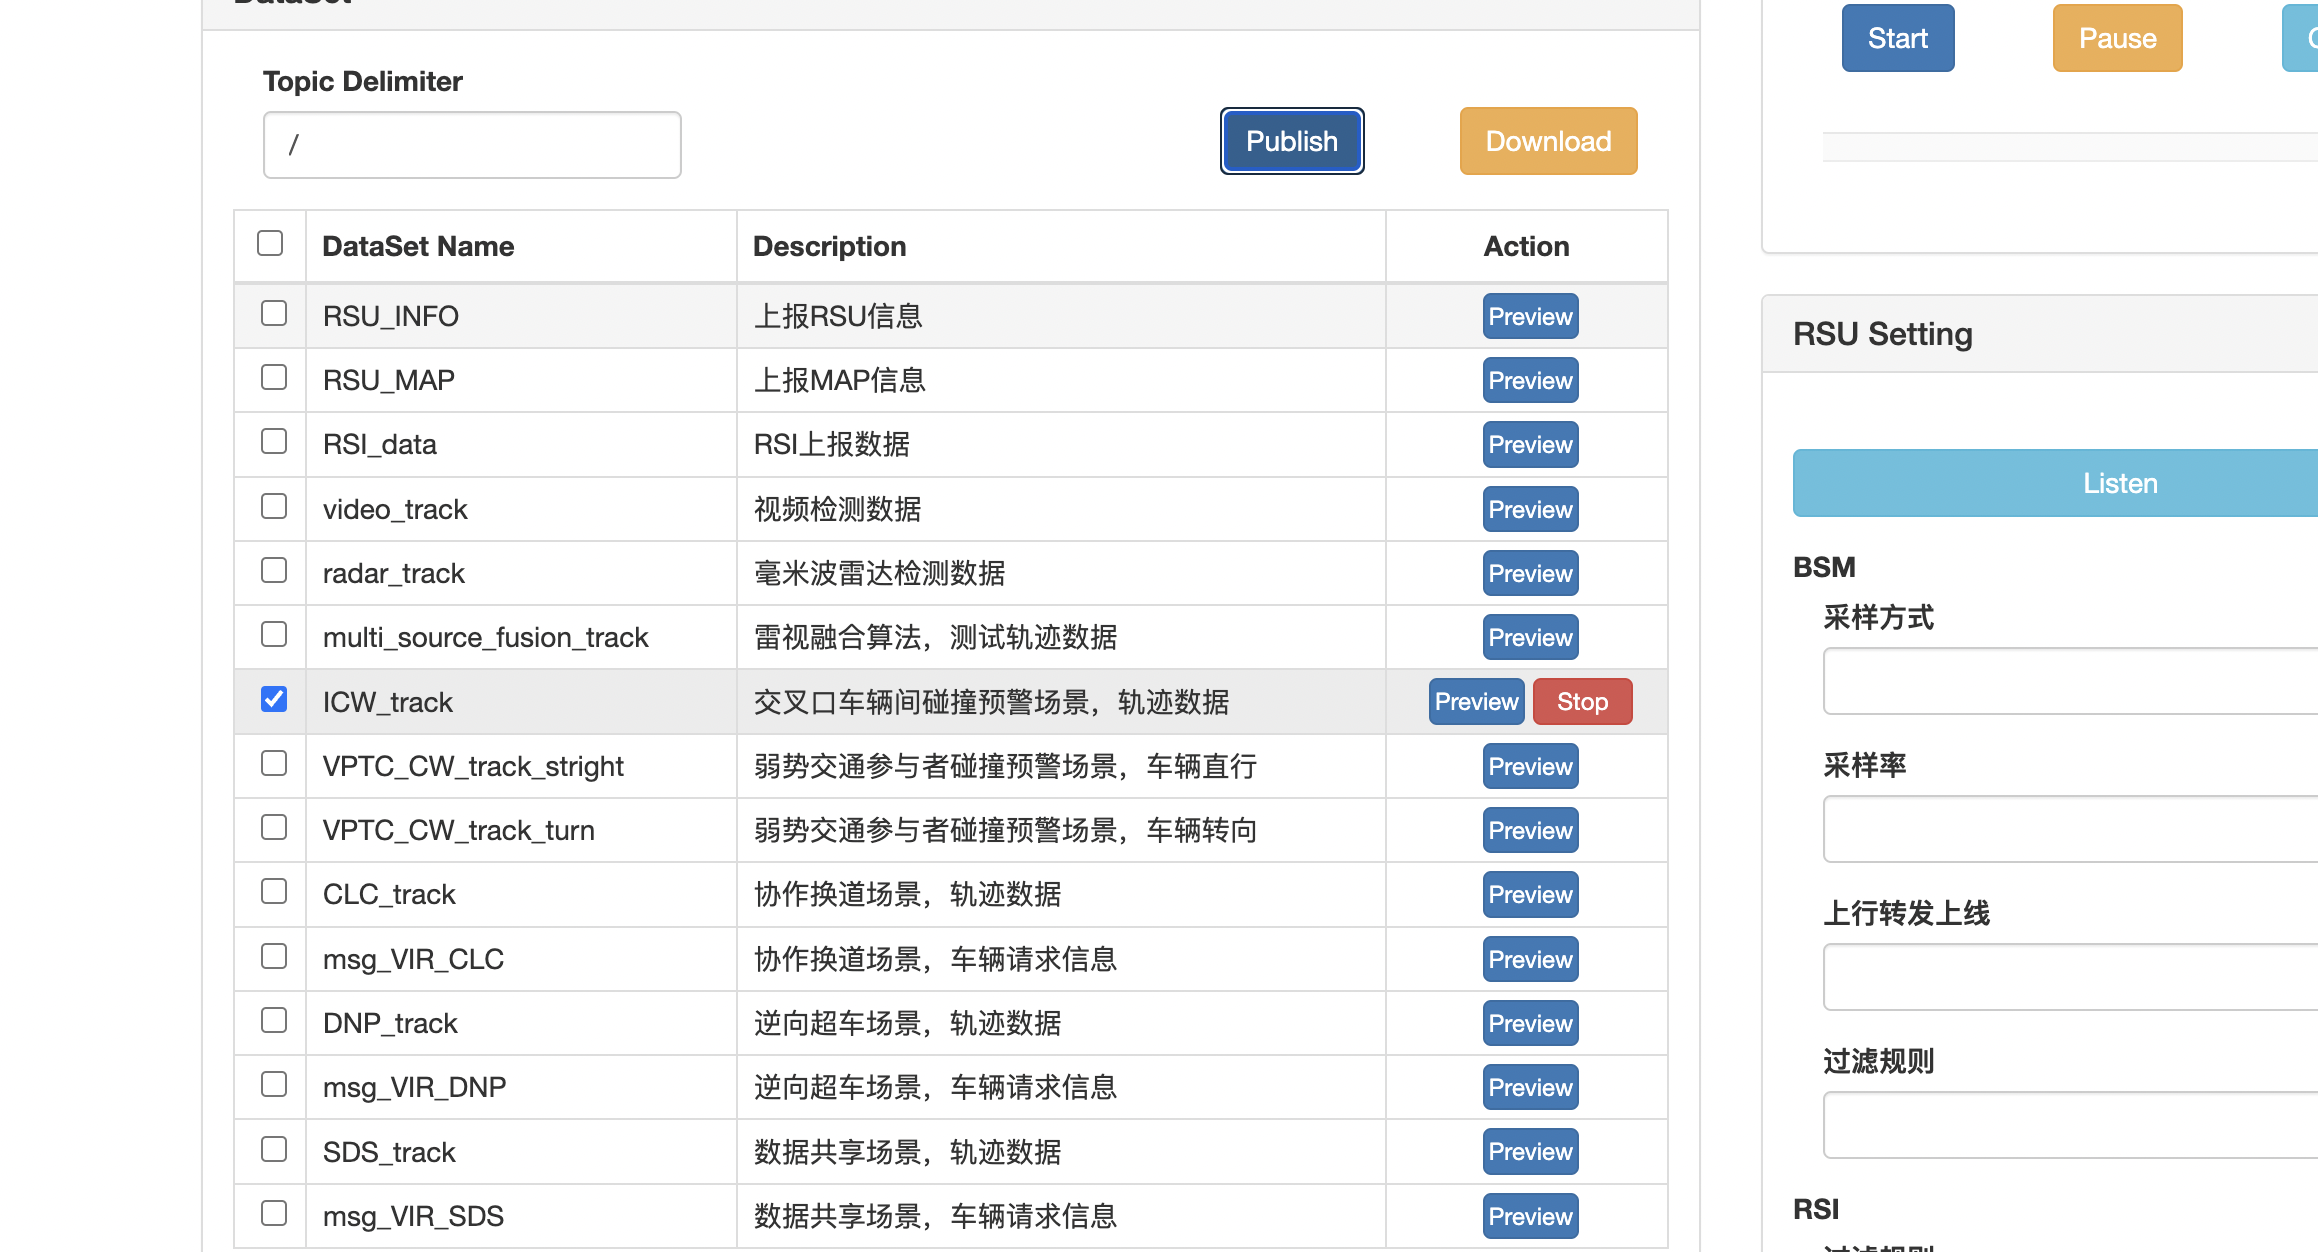 DataSet
Topic Delimiter
/
Publish
Download
DataSet Name Description Action
RSU_INFO 上报RSU信息 Preview
RSU_MAP 上报MAP信息 Preview
RSI_data RSI上报数据 Preview
video_track 视频检测数据 Preview
radar_track 毫米波雷达检测数据 Preview
multi_source_fusion_track 雷视融合算法，测试轨迹数据 Preview
ICW_track 交叉口车辆间碰撞预警场景，轨迹数据 Preview Stop
VPTC_CW_track_stright 弱势交通参与者碰撞预警场景，车辆直行 Preview
VPTC_CW_track_turn 弱势交通参与者碰撞预警场景，车辆转向 Preview
CLC_track 协作换道场景，轨迹数据 Preview
msg_VIR_CLC 协作换道场景，车辆请求信息 Preview
DNP_track 逆向超车场景，轨迹数据 Preview
msg_VIR_DNP 逆向超车场景，车辆请求信息 Preview
SDS_track 数据共享场景，轨迹数据 Preview
msg_VIR_SDS 数据共享场景，车辆请求信息 Preview
Start
Pause
RSU Setting
Listen
BSM
采样方式
采样率
上行转发上线
过滤规则
RSI
过滤规则